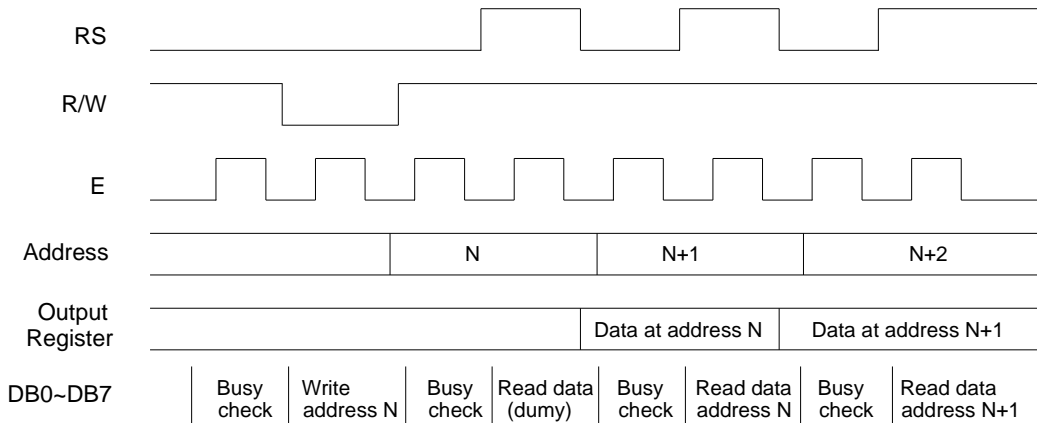 RS
R/W
E
Address N N+1 N+2
Output
Register Data at address N Data at address N+1
DB0~DB7 Busy check Write address N Busy check Read data (dumy) Busy check Read data address N Busy check Read data address N+1